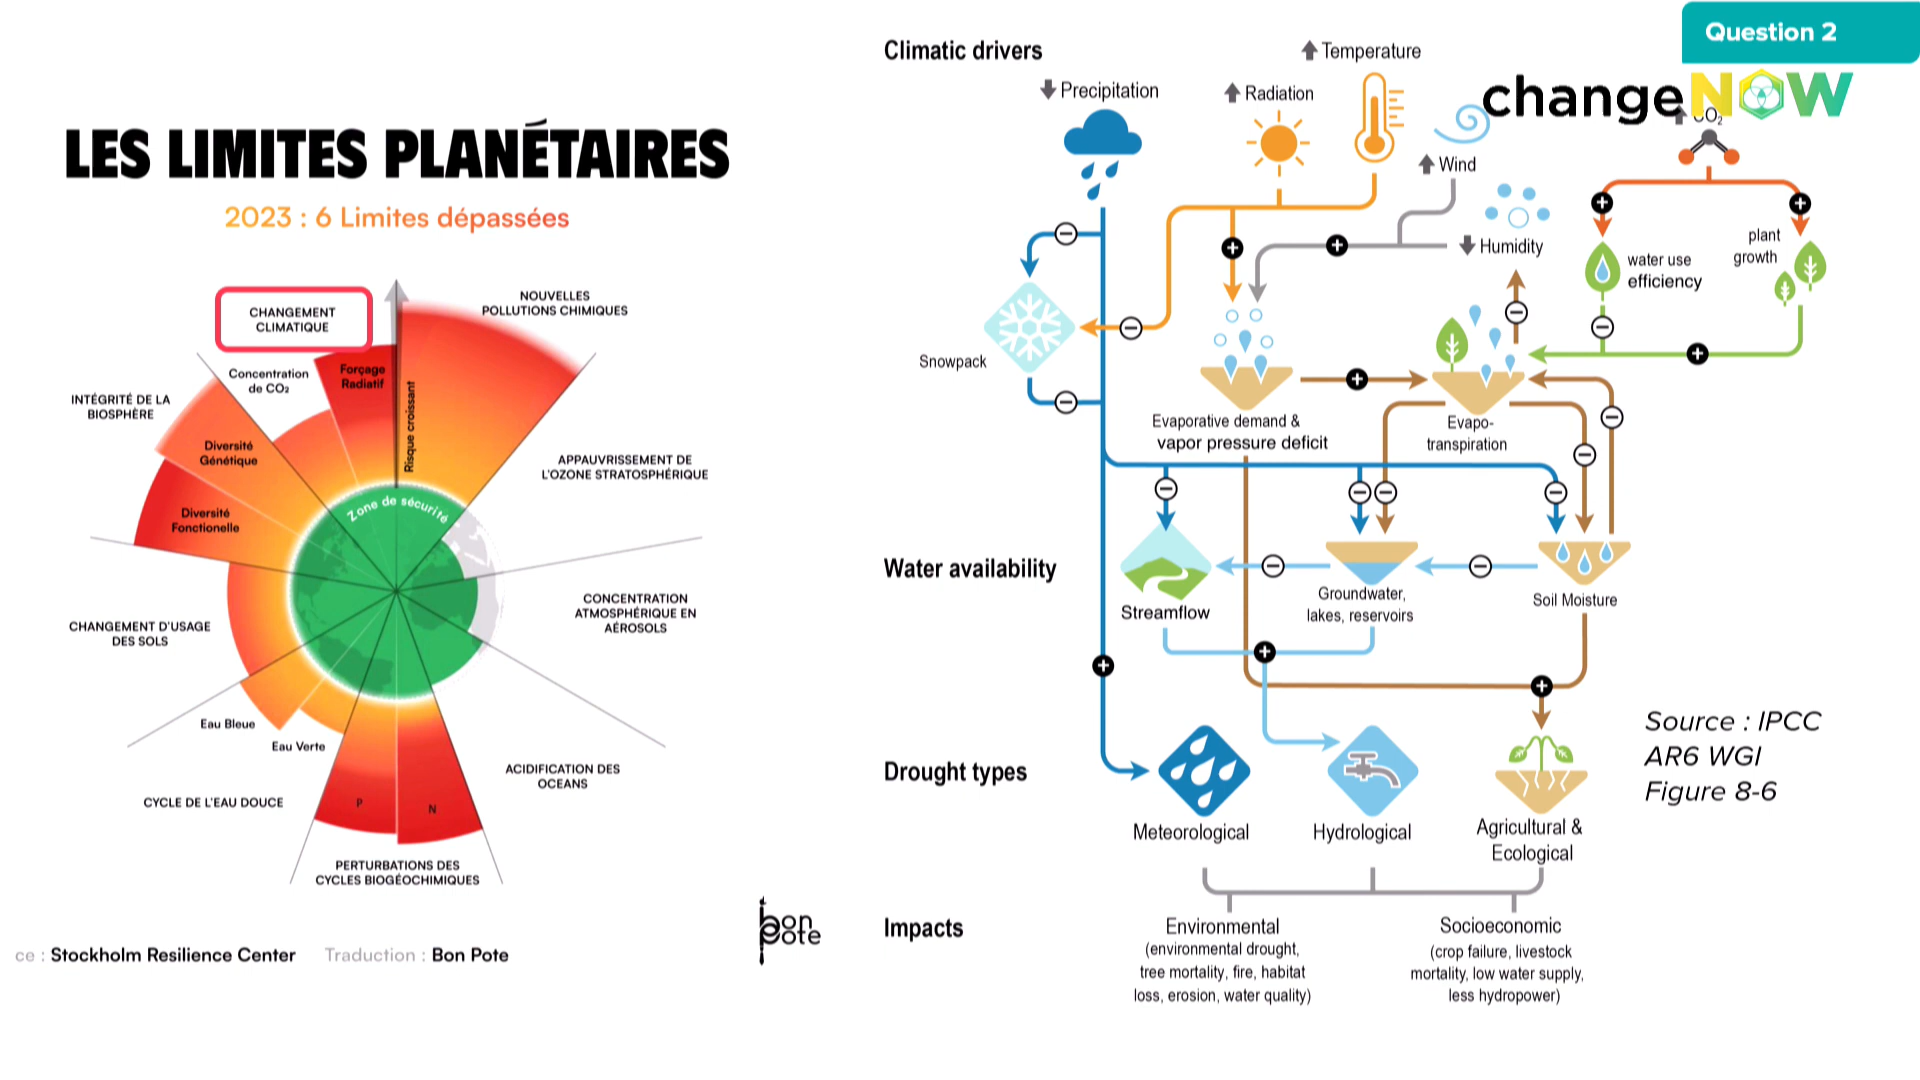 Question 2
changeNOW
LES LIMITES PLANÉTAIRES
2023 : 6 Limites dépassées
CHANGEMENT
CLIMATIQUE
NOUVELLES
POLLUTIONS CHIMIQUES
Concentration
de CO₂
Forçage
Radiatif
Risque croissant
INTÉGRITÉ DE LA
BIOSPHÈRE
Diversité
Génétique
APPAUVRISSEMENT DE
L'OZONE STRATOSPHÉRIQUE
Zone de sécurité
Diversité
Fonctionelle
CHANGEMENT D'USAGE
DES SOLS
CONCENTRATION
ATMOSPHÉRIQUE EN
AÉROSOLS
Eau Bleue
Eau Verte
CYCLE DE L'EAU DOUCE
ACIDIFICATION DES
OCEANS
P
N
PERTURBATIONS DES
CYCLES BIOGÉOCHIMIQUES
ce : Stockholm Resilience Center
Traduction : Bon Pote
bon
pote
Climatic drivers
Precipitation
Radiation
Temperature
Wind
Humidity
CO₂
water use
efficiency
plant
growth
Snowpack
Evaporative demand &
vapor pressure deficit
Evapo-
transpiration
Water availability
Streamflow
Groundwater,
lakes, reservoirs
Soil Moisture
Drought types
Meteorological
Hydrological
Agricultural &
Ecological
Source : IPCC
AR6 WGI
Figure 8-6
Impacts
Environmental
(environmental drought,
tree mortality, fire, habitat
loss, erosion, water quality)
Socioeconomic
(crop failure, livestock
mortality, low water supply,
less hydropower)